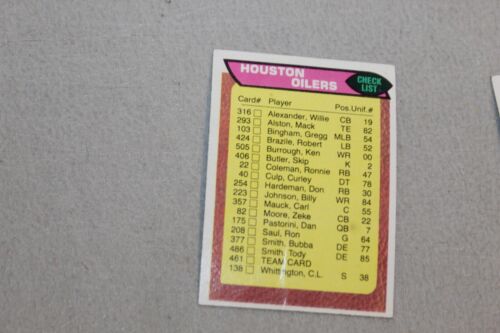 HOUSTON OILERS
CHECK LIST
Card# Player Pos. Unif.#
316 Alexander, Willie CB 19
293 Alston, Mack TE 82
103 Bingham, Gregg MLB 54
424 Brazile, Robert LB 52
505 Burrough, Ken WR 00
406 Butler, Skip K 2
22 Coleman, Ronnie RB 47
40 Culp, Curley DT 78
254 Hardeman, Don RB 30
223 Johnson, Billy WR 84
357 Mauck, Carl C 55
82 Moore, Zeke CB 22
175 Pastorini, Dan QB 7
208 Saul, Ron G 64
377 Smith, Bubba DE 77
486 Smith, Tody DE 85
461 TEAM CARD
138 Whittington, C.L. S 38